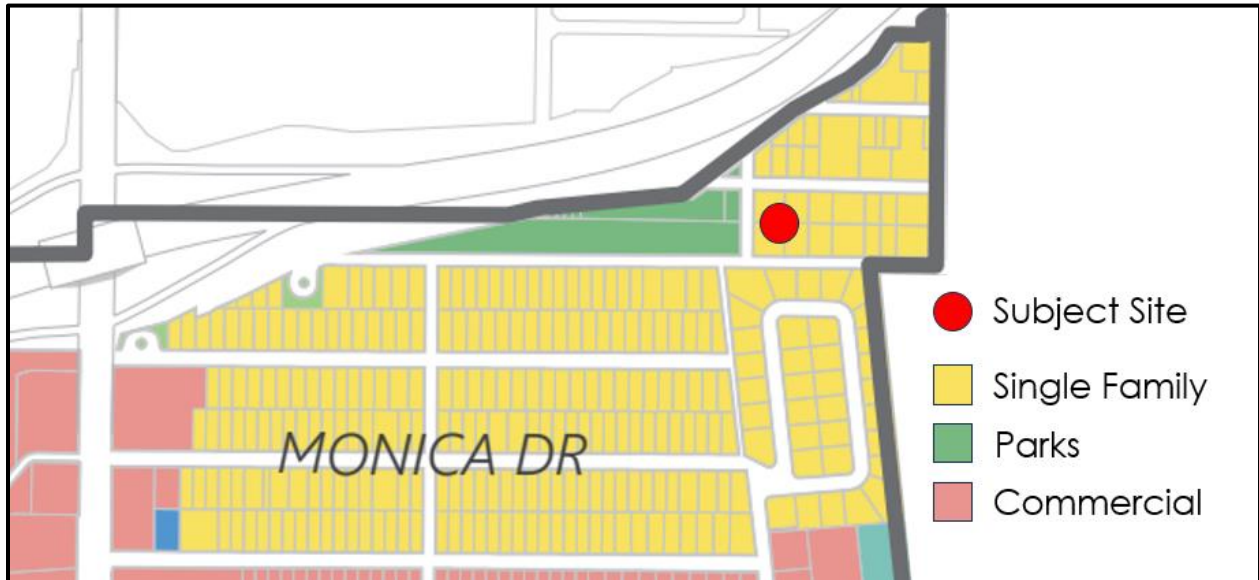 Subject Site
Single Family
MONICA DR
Parks
Commercial